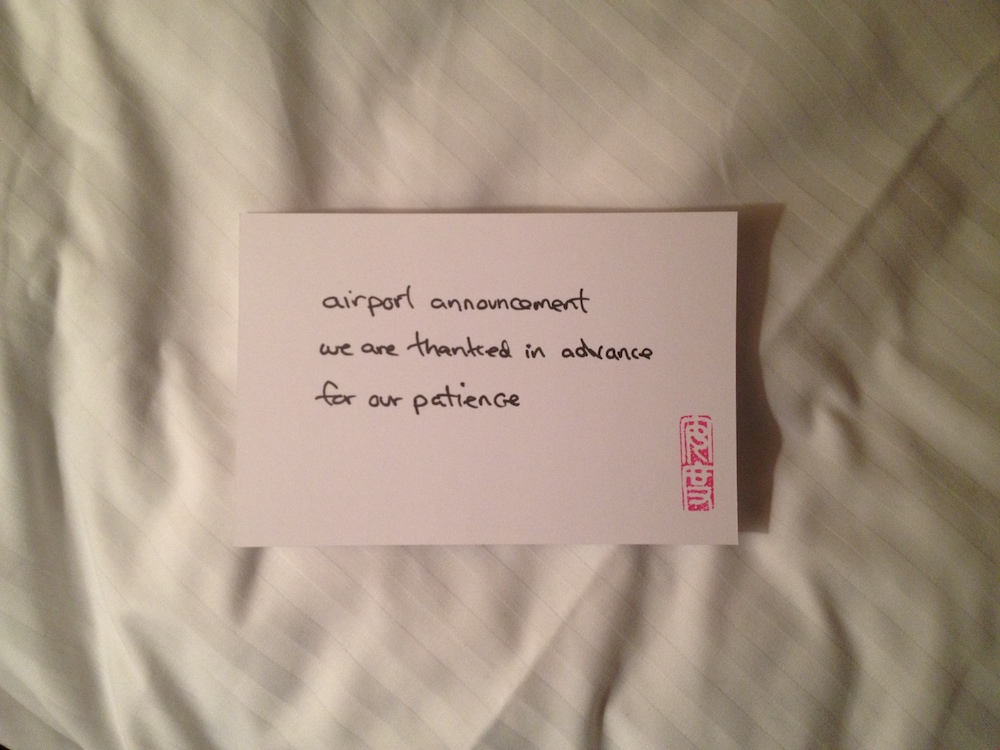 airport announcement
we are thanked in advance
for our patience